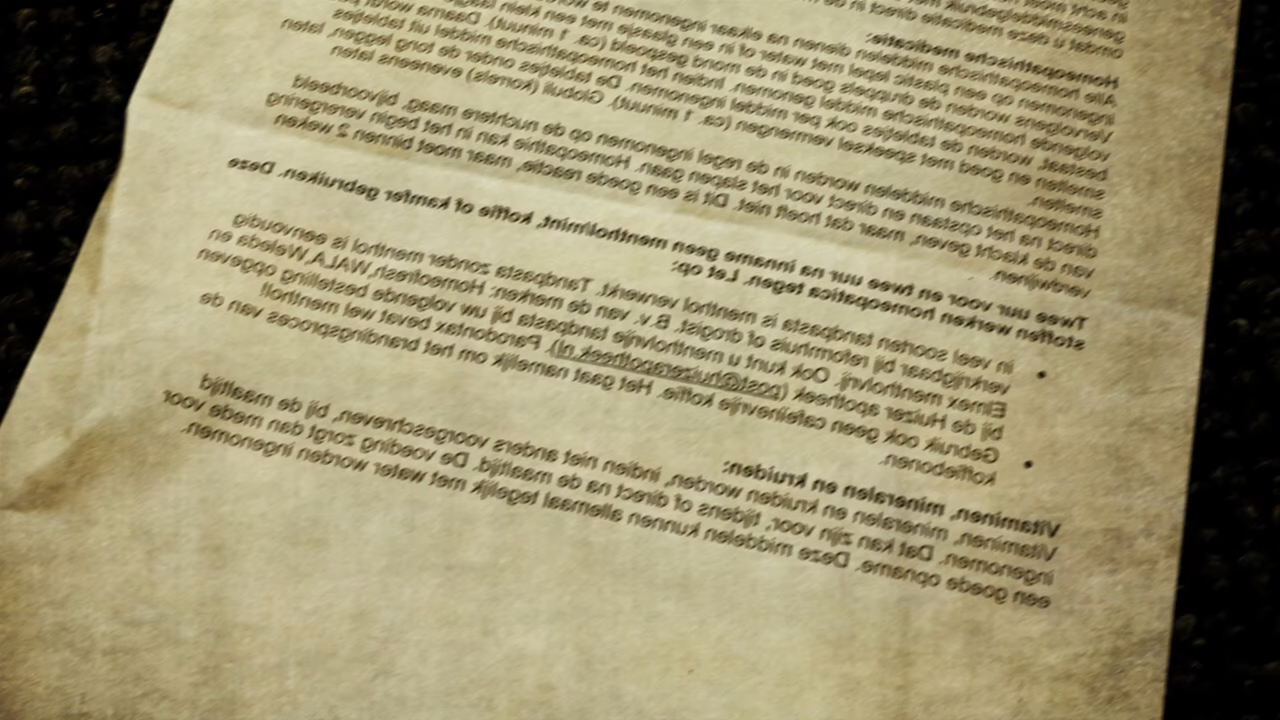 in acht moet
geneesmiddelgebruik met
omdat u deze medicatie direct in de
Homeopathische medicatie:
Alle homeopathische middelen dienen na elkaar ingenomen te
ingenomen op een plastic lepel met water of in een glaasje met een klein laagje
Vervolgens worden de druppels goed in de mond gespoeld (ca. 1 minuut). Daarna wordt
volgende homeopathische middel genomen. Indien het homeopathische middel uit tabletjes
bestaat, worden de tabletjes ook per middel ingenomen. De tabletjes onder de tong leggen, laten
smelten en goed met speeksel vermengen (ca. 1 minuut). Globuli (korrels) eveneens laten
smelten.
Homeopathische middelen worden in de regel ingenomen op de nuchtere maag, bijvoorbeeld
direct na het opstaan en direct voor het slapen gaan. Homeopathie kan in het begin verergering
van de klacht geven, maar dat hoeft niet. Dit is een goede reactie, maar moet binnen 2 weken
verdwijnen.
Twee uur voor en twee uur na inname geen menthol/mint, koffie of kamfer gebruiken. Deze
stoffen werken homeopatica tegen. Let op:
• in veel soorten tandpasta is menthol verwerkt. Tandpasta zonder menthol is eenvoudig
verkrijgbaar bij reformhuis of drogist. B.v. van de merken: Homeofresh,WALA,Weleda en
Elmex mentholvrij. Ook kunt u mentholvrije tandpasta bij uw volgende bestelling opgeven
bij de Huizer apotheek (post@huizerapotheek.nl). Parodontax bevat wel menthol!
• Gebruik ook geen cafeïnevrije koffie. Het gaat namelijk om het brandingsproces van de
koffiebonen.
Vitaminen, mineralen en kruiden:
Vitaminen, mineralen en kruiden worden, indien niet anders voorgeschreven, bij de maaltijd
ingenomen. Dat kan zijn voor, tijdens of direct na de maaltijd. De voeding zorgt dan mede voor
een goede opname. Deze middelen kunnen allemaal tegelijk met water worden ingenomen.